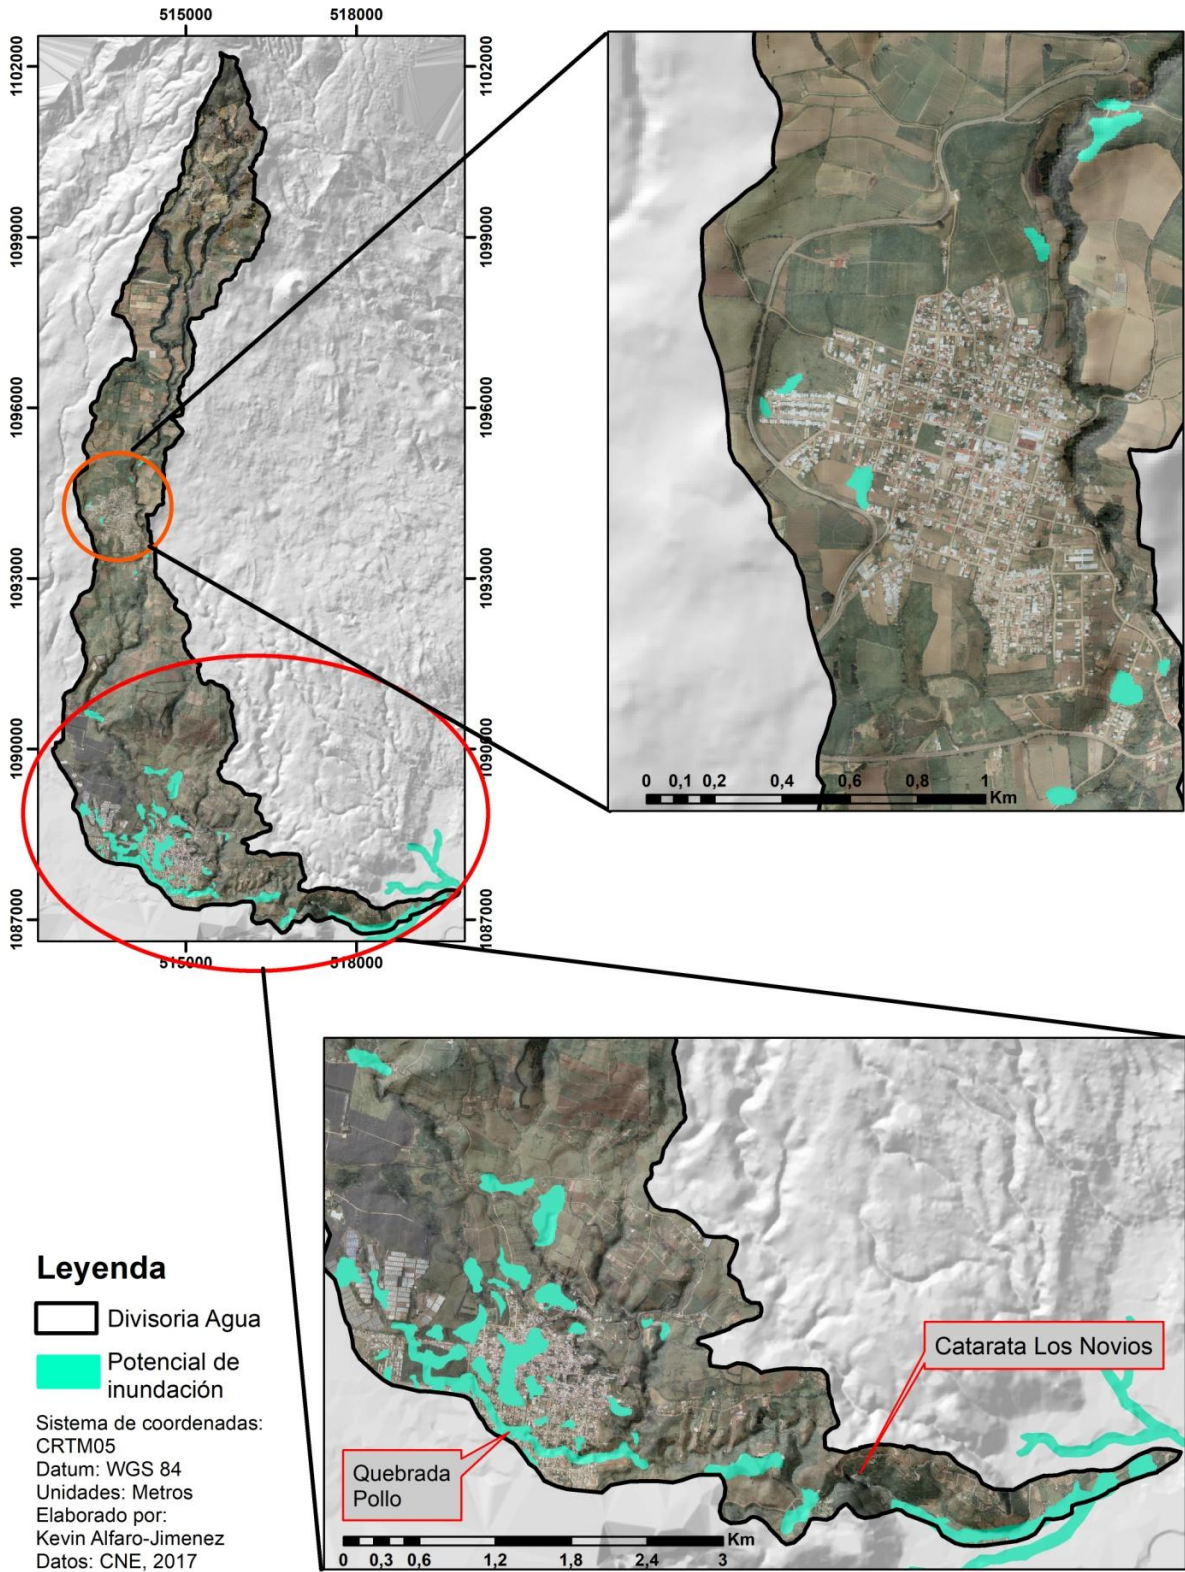 515000
518000
1102000
1102000
1099000
1099000
1096000
1096000
1093000
1093000
1090000
1090000
1087000
1087000
515000
518000
0 0,1 0,2 0,4 0,6 0,8 1
Km
Catarata Los Novios
Quebrada
Pollo
Km
0 0,3 0,6 1,2 1,8 2,4 3
Leyenda
Divisoria Agua
Potencial de
inundación
Sistema de coordenadas:
CRTM05
Datum: WGS 84
Unidades: Metros
Elaborado por:
Kevin Alfaro-Jimenez
Datos: CNE, 2017